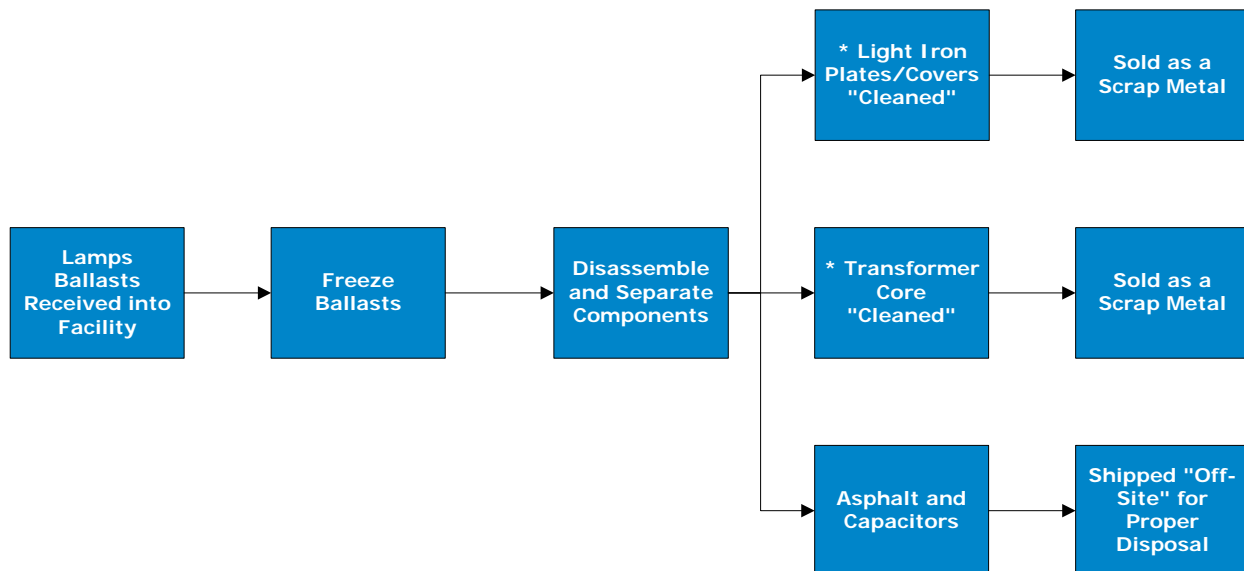 * Light Iron
Plates/Covers
"Cleaned"
Sold as a
Scrap Metal
Lamps
Ballasts
Received into
Facility
Freeze
Ballasts
Disassemble
and Separate
Components
* Transformer
Core
"Cleaned"
Sold as a
Scrap Metal
Asphalt and
Capacitors
Shipped "Off-
Site" for
Proper
Disposal